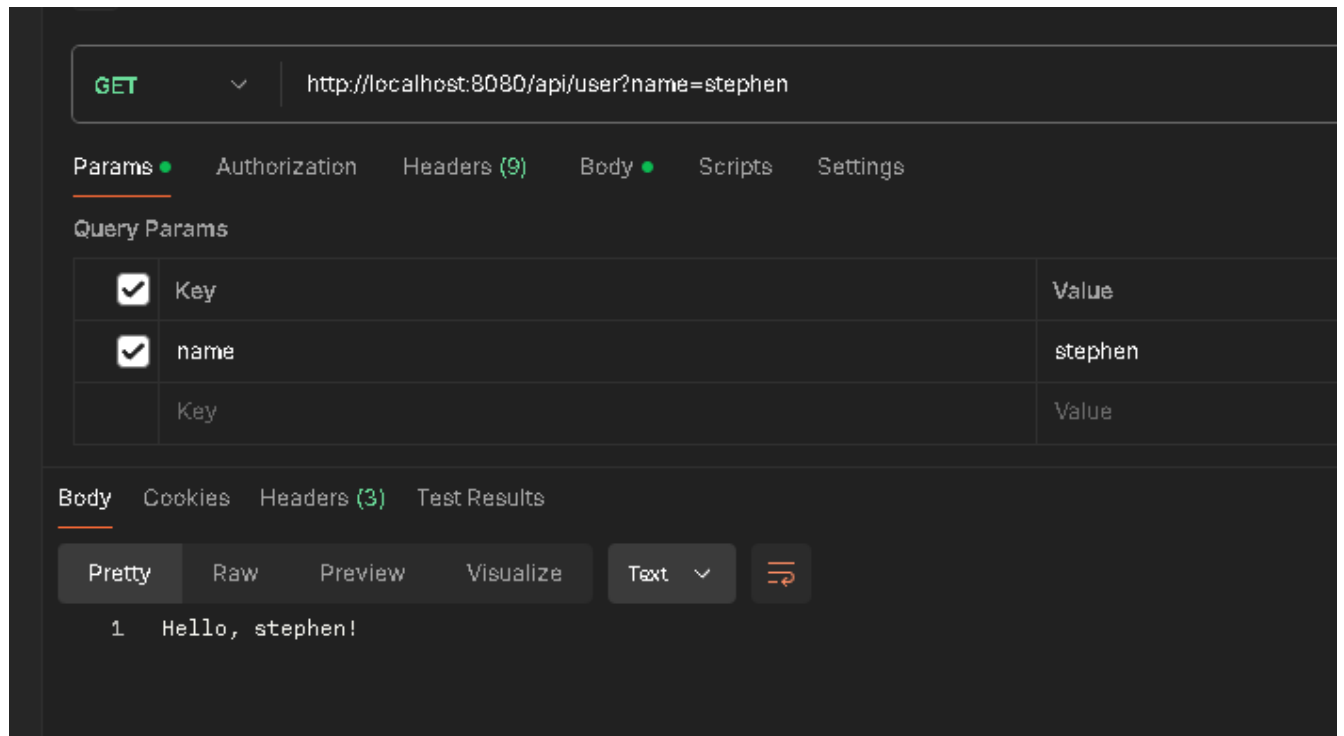 GET http://localhost:8080/api/user?name=stephen
Params Authorization Headers (9) Body Scripts Settings
Query Params
Key Value
name stephen
Key Value
Body Cookies Headers (3) Test Results
Pretty Raw Preview Visualize Text
1 Hello, stephen!